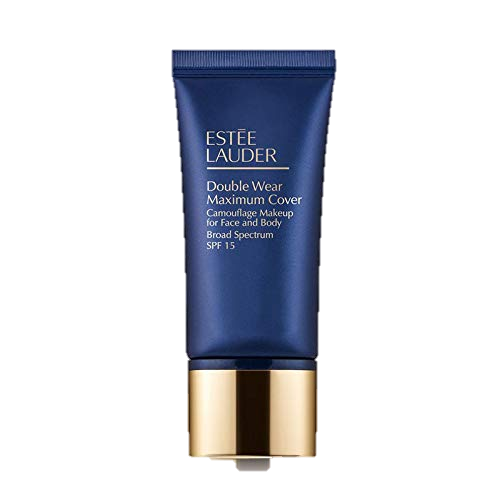 ESTĒE
LAUDER
Double Wear
Maximum Cover
Camouflage Makeup
for Face and Body
Broad Spectrum
SPF 15